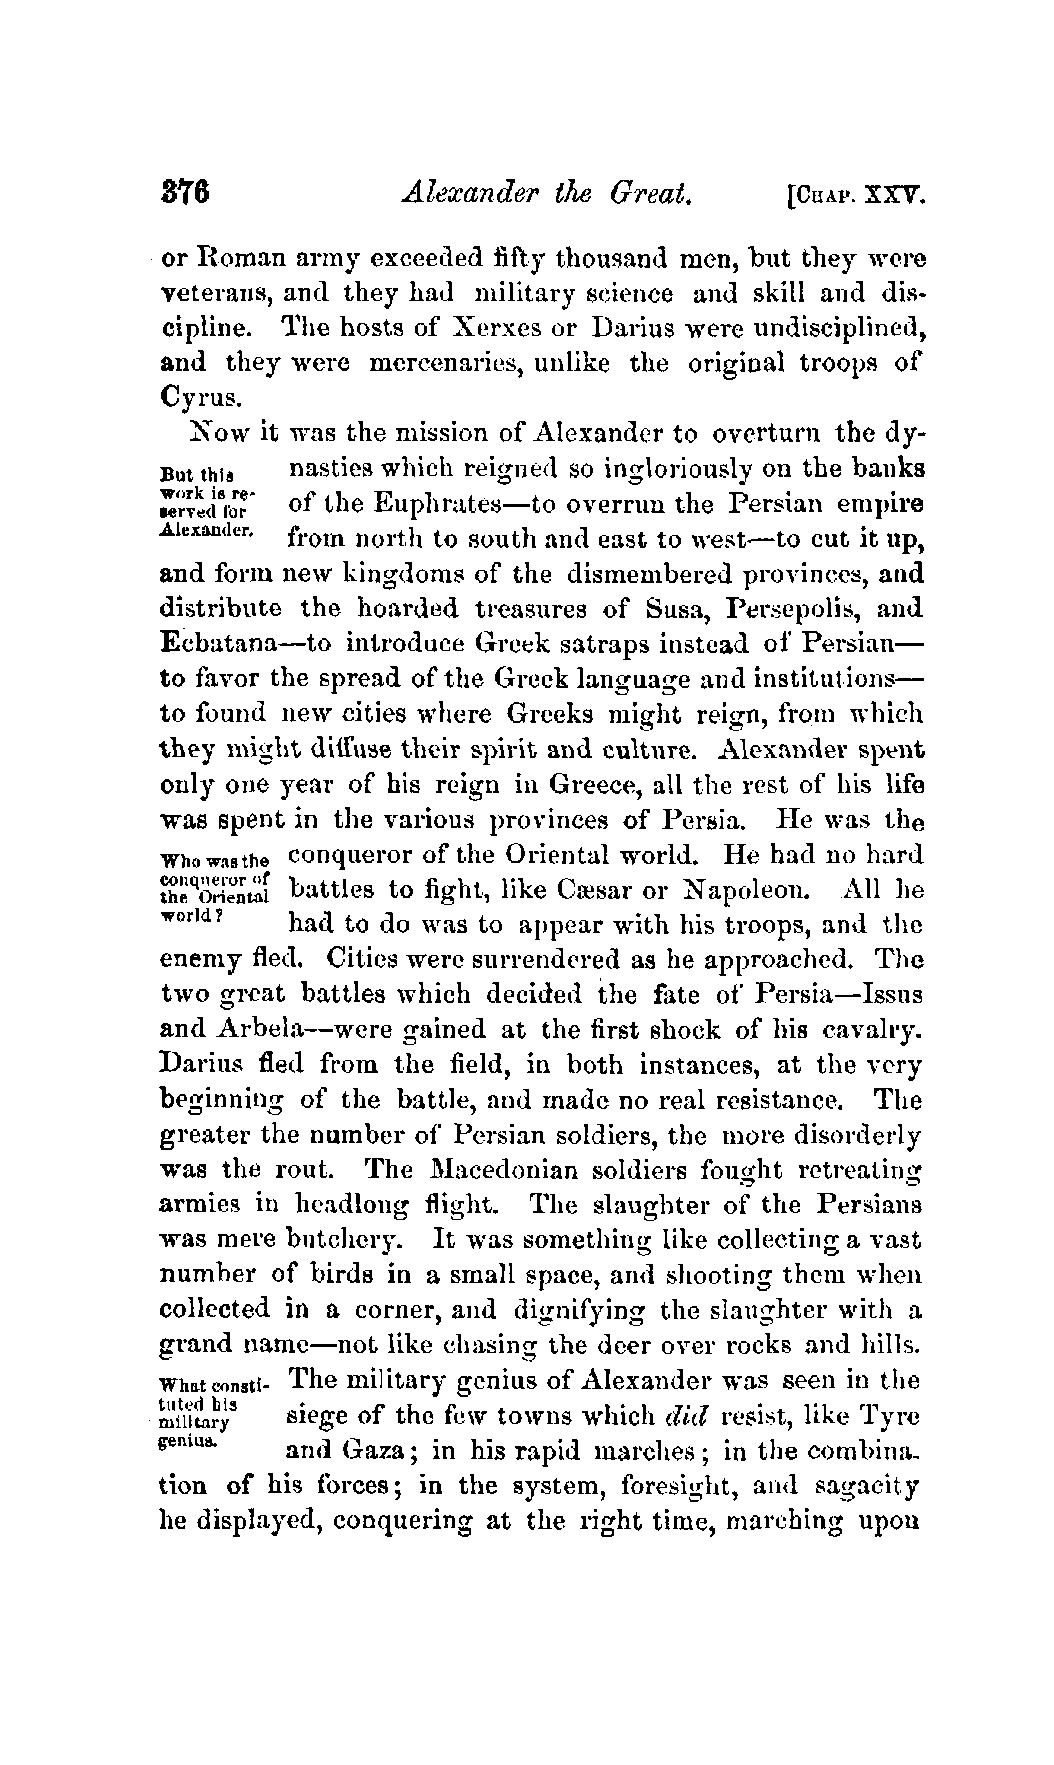 376 Alexander the Great. [CHAP. XXV.
or Roman army exceeded fifty thousand men, but they were
veterans, and they had military science and skill and dis-
cipline. The hosts of Xerxes or Darius were undisciplined,
and they were mercenaries, unlike the original troops of
Cyrus.
Now it was the mission of Alexander to overturn the dy-
But this
work is re-
served for
Alexander.
nasties which reigned so ingloriously on the banks
of the Euphrates—to overrun the Persian empire
from north to south and east to west—to cut it up,
and form new kingdoms of the dismembered provinces, and
distribute the hoarded treasures of Susa, Persepolis, and
Ecbatana—to introduce Greek satraps instead of Persian—
to favor the spread of the Greek language and institutions—
to found new cities where Greeks might reign, from which
they might diffuse their spirit and culture. Alexander spent
only one year of his reign in Greece, all the rest of his life
was spent in the various provinces of Persia. He was the
Who was the
conqueror of
the Oriental
world?
conqueror of the Oriental world. He had no hard
battles to fight, like Cæsar or Napoleon. All he
had to do was to appear with his troops, and the
enemy fled. Cities were surrendered as he approached. The
two great battles which decided the fate of Persia—Issus
and Arbela—were gained at the first shock of his cavalry.
Darius fled from the field, in both instances, at the very
beginning of the battle, and made no real resistance. The
greater the number of Persian soldiers, the more disorderly
was the rout. The Macedonian soldiers fought retreating
armies in headlong flight. The slaughter of the Persians
was mere butchery. It was something like collecting a vast
number of birds in a small space, and shooting them when
collected in a corner, and dignifying the slaughter with a
grand name—not like chasing the deer over rocks and hills.
What consti-
tuted his
military
genius.
The military genius of Alexander was seen in the
siege of the few towns which did resist, like Tyre
and Gaza; in his rapid marches; in the combina-
tion of his forces; in the system, foresight, and sagacity
he displayed, conquering at the right time, marching upon